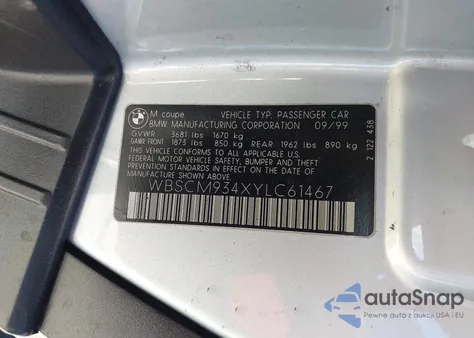 BMW M coupe VEHICLE TYP: PASSENGER CAR
BMW MANUFACTURING CORPORATION 09/99
GVWR 3681 lbs 1670 kg
GAWR FRONT 1873 lbs 850 kg REAR 1962 lbs 890 kg
THIS VEHICLE CONFORMS TO ALL APPLICABLE
FEDERAL MOTOR VEHICLE SAFETY, BUMPER, AND THEFT
PREVENTION STANDARDS IN EFFECT ON THE DATE OF
MANUFACTURE SHOWN ABOVE.
WBSCM934XYLC61467
2 122 438
autoSnap
Pewne auta z aukcji USA i EU